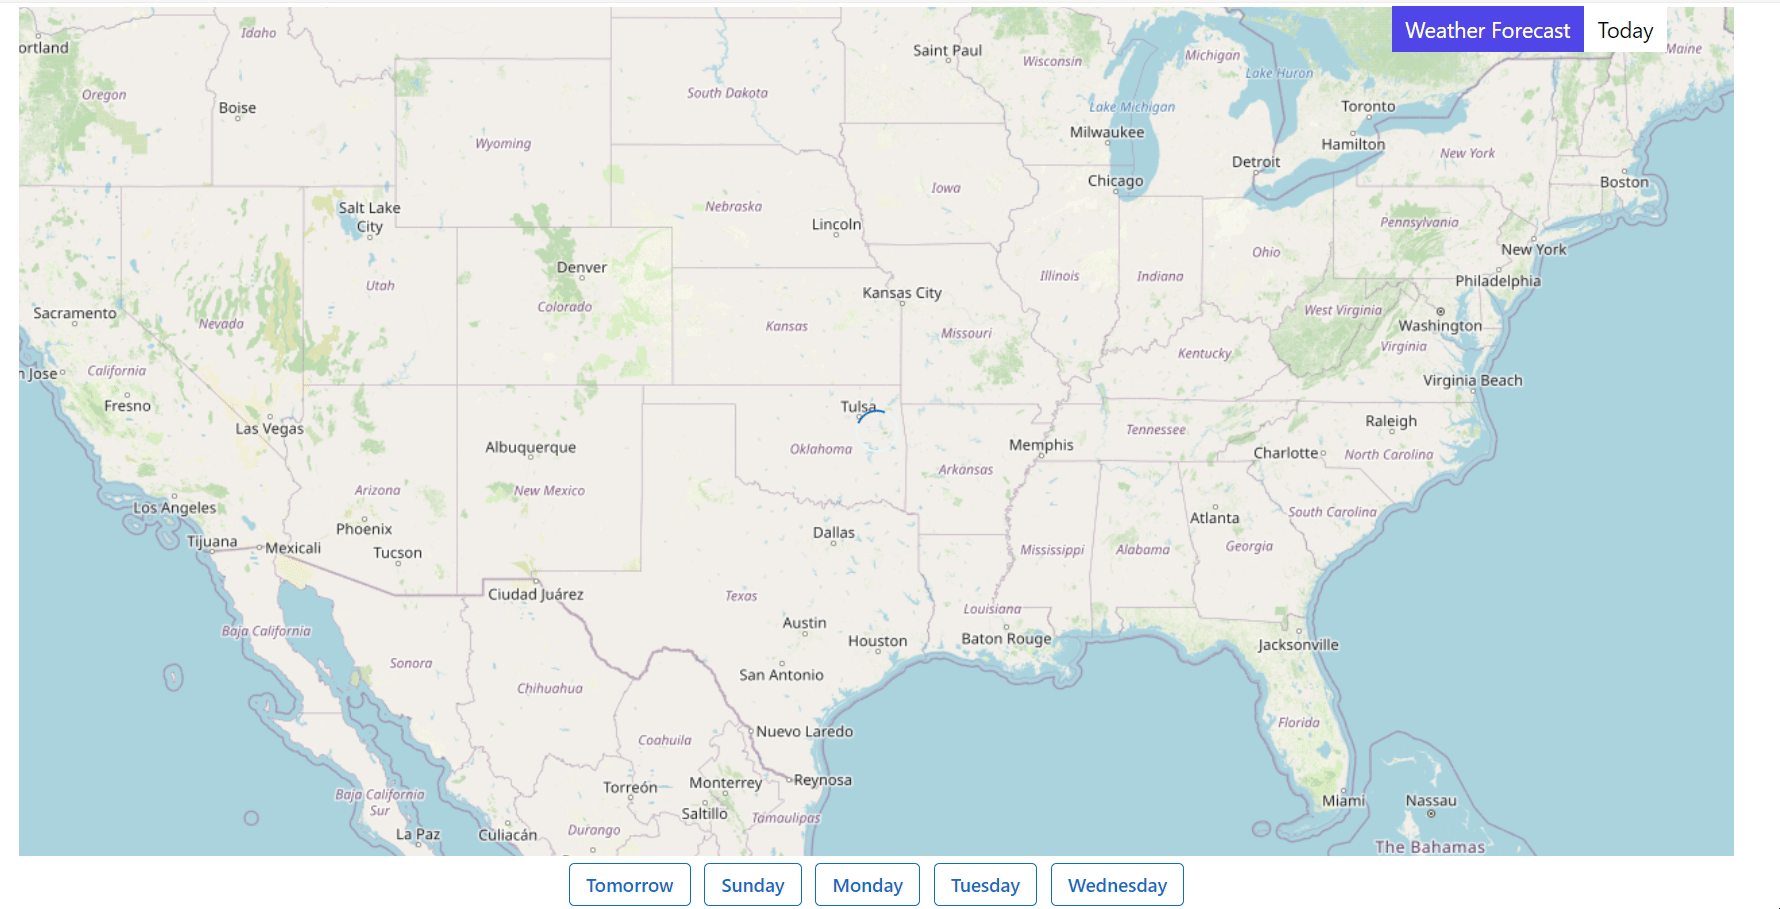 Weather Forecast
Today
Idaho
ortland
Saint Paul
Wisconsin
Michigan
Maine
Lake Huron
Oregon
Boise
South Dakota
Lake Michigan
Toronto
Milwaukee
Hamilton
Wyoming
New York
Detroit
Chicago
Boston
Iowa
Salt Lake
City
Nebraska
Lincoln
Pennsylvania
New York
Ohio
Denver
Utah
Illinois
Indiana
Philadelphia
Kansas City
Colorado
Sacramento
West Virginia
Nevada
Kansas
Missouri
Washington
Virginia
Kentucky
n Jose
California
Virginia Beach
Fresno
Tulsa
Las Vegas
Raleigh
Albuquerque
Oklahoma
Memphis
Tennessee
Charlotte
North Carolina
Arkansas
Arizona
New Mexico
Los Angeles
South Carolina
Atlanta
Phoenix
Dallas
Tijuana
Mexicali
Tucson
Mississippi
Alabama
Georgia
Ciudad Juárez
Texas
Louisiana
Baja California
Austin
Houston
Baton Rouge
Jacksonville
Sonora
San Antonio
Chihuahua
Florida
Nuevo Laredo
Coahuila
Torreón
Monterrey
Reynosa
Baja California
Sur
Saltillo
Tamaulipas
Miami
Nassau
La Paz
Culiacán
Durango
The Bahamas
Tomorrow
Sunday
Monday
Tuesday
Wednesday